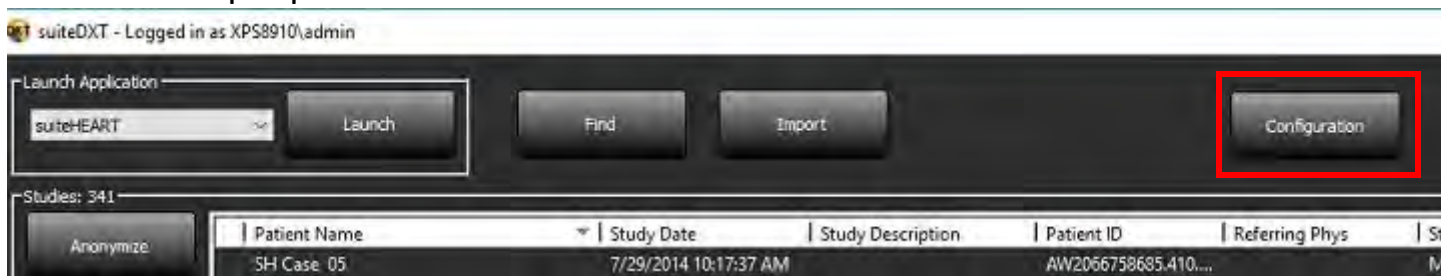 suiteDXT - Logged in as XPS8910\admin
Launch Application
suiteHEART
Launch
Find
Import
Configuration
Studies: 341
Anonymize
Patient Name
Study Date
Study Description
Patient ID
Referring Phys
SH Case 05
7/29/2014 10:17:37 AM
AW2066758685.410....